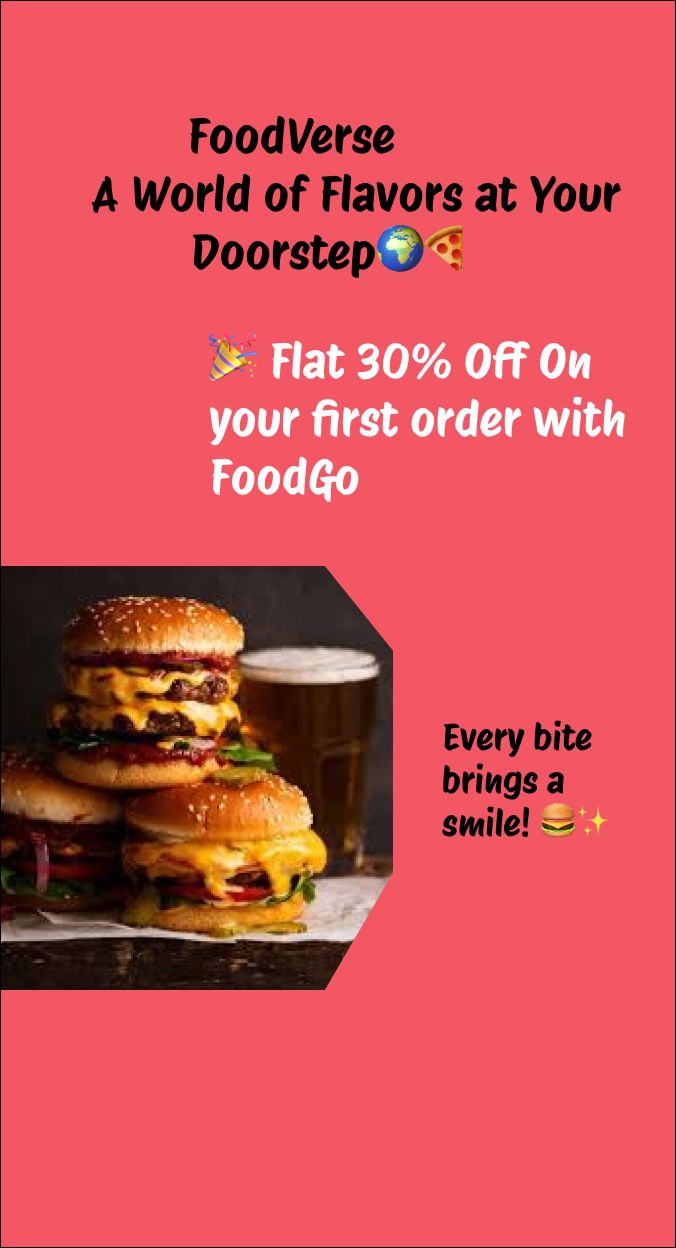 FoodVerse
A World of Flavors at Your
Doorstep🌍🍕
🎉 Flat 30% Off On
your first order with
FoodGo
Every bite
brings a
smile! 🍔✨